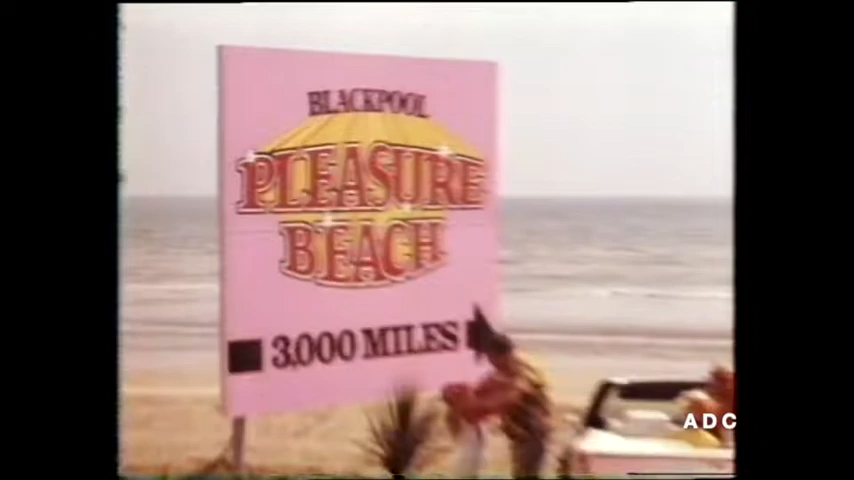 BLACKPOOL
PLEASURE
BEACH
3,000 MILES
ADC